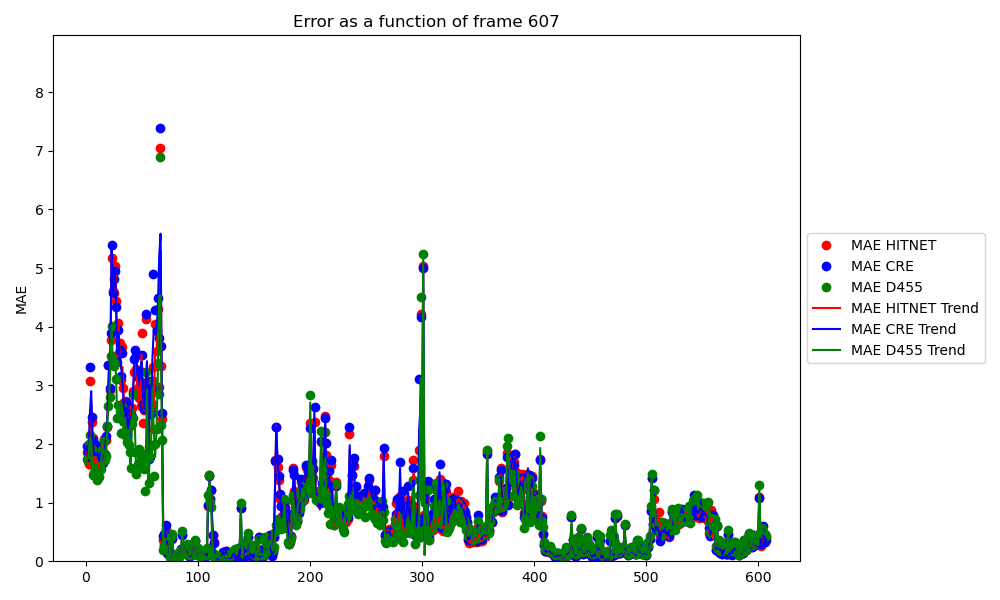 Error as a function of frame 607
MAE
8
7
6
5
4
3
2
1
0
0
100
200
300
400
500
600
MAE HITNET
MAE CRE
MAE D455
MAE HITNET Trend
MAE CRE Trend
MAE D455 Trend